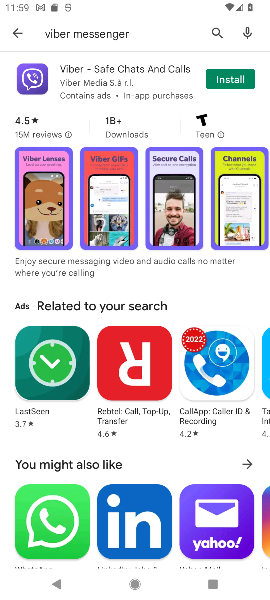 11:59
viber messenger
Viber - Safe Chats And Calls
Viber Media S.à r.l.
Contains ads • In-app purchases
Install
4.5★
15M reviews
1B+
Downloads
Teen
Viber Lenses
Viber GIFs
Secure Calls
Channels
Enjoy secure messaging video and audio calls no matter
where you're calling
Ads Related to your search
2022
LastSeen
3.7★
Rebtel: Call, Top-Up,
Transfer
4.6★
CallApp: Caller ID &
Recording
4.2★
4.
You might also like
in
yahoo!